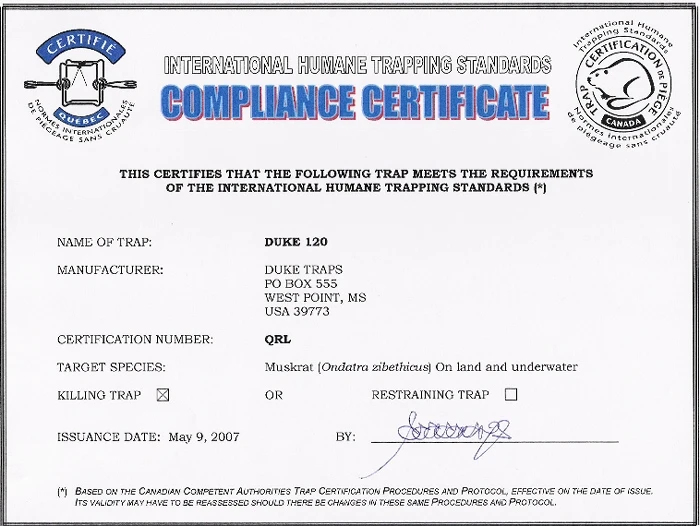 CERTIFIÉ
QUÉBEC
NORMES INTERNATIONALES
DE PIÉGEAGE SANS CRUAUTÉ
INTERNATIONAL HUMANE TRAPPING STANDARDS
COMPLIANCE CERTIFICATE
International Humane
Trapping Standards
TRAP CERTIFICATION DE PIÈGE
CANADA
Normes internationales
de piégeage sans cruauté
THIS CERTIFIES THAT THE FOLLOWING TRAP MEETS THE REQUIREMENTS
OF THE INTERNATIONAL HUMANE TRAPPING STANDARDS (*)
NAME OF TRAP: DUKE 120
MANUFACTURER: DUKE TRAPS
PO BOX 555
WEST POINT, MS
USA 39773
CERTIFICATION NUMBER: QRL
TARGET SPECIES: Muskrat (Ondatra zibethicus) On land and underwater
KILLING TRAP ☒ OR RESTRAINING TRAP ☐
ISSUANCE DATE: May 9, 2007 BY:
(*) BASED ON THE CANADIAN COMPETENT AUTHORITIES TRAP CERTIFICATION PROCEDURES AND PROTOCOL, EFFECTIVE ON THE DATE OF ISSUE.
ITS VALIDITY MAY HAVE TO BE REASSESSED SHOULD THERE BE CHANGES IN THESE SAME PROCEDURES AND PROTOCOL.